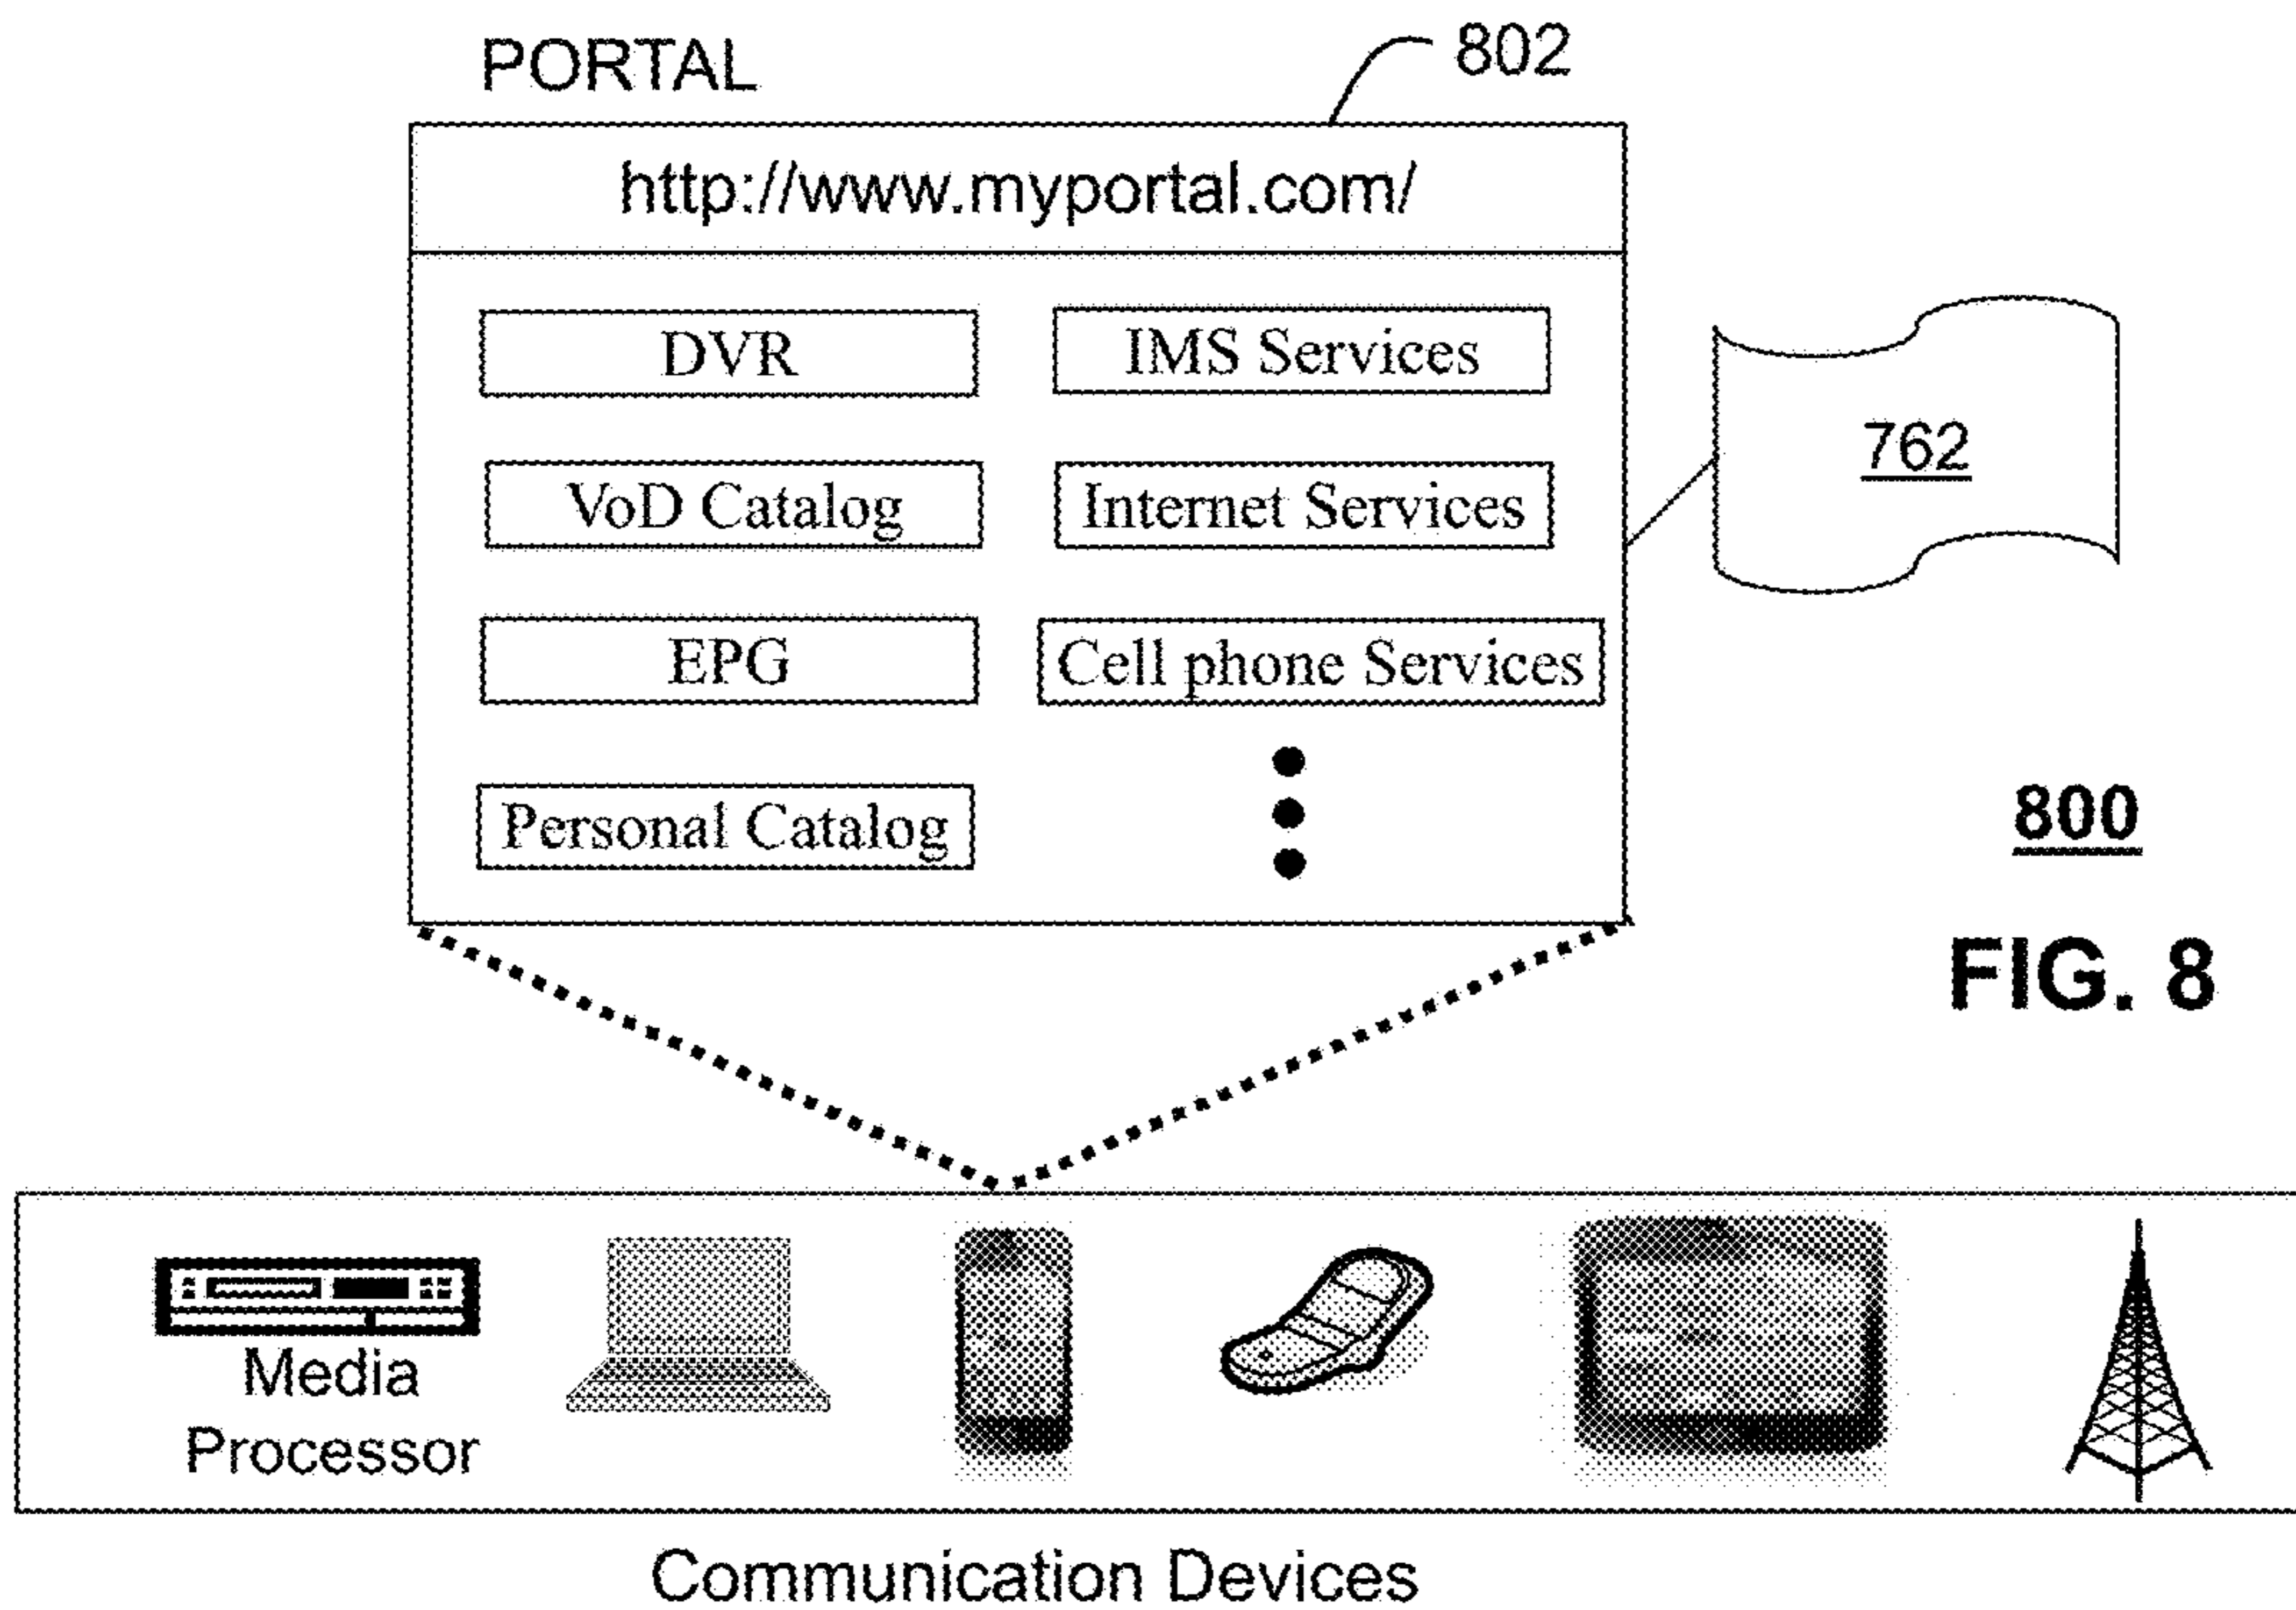 PORTAL
802
http://www.myportal.com/
DVR
IMS Services
VoD Catalog
Internet Services
762
EPG
Cell phone Services
Personal Catalog
800
FIG. 8
Media
Processor
Communication Devices